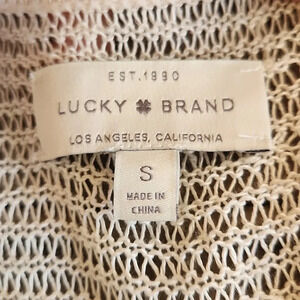 EST.1990
LUCKY BRAND
LOS ANGELES, CALIFORNIA
S
MADE IN
CHINA